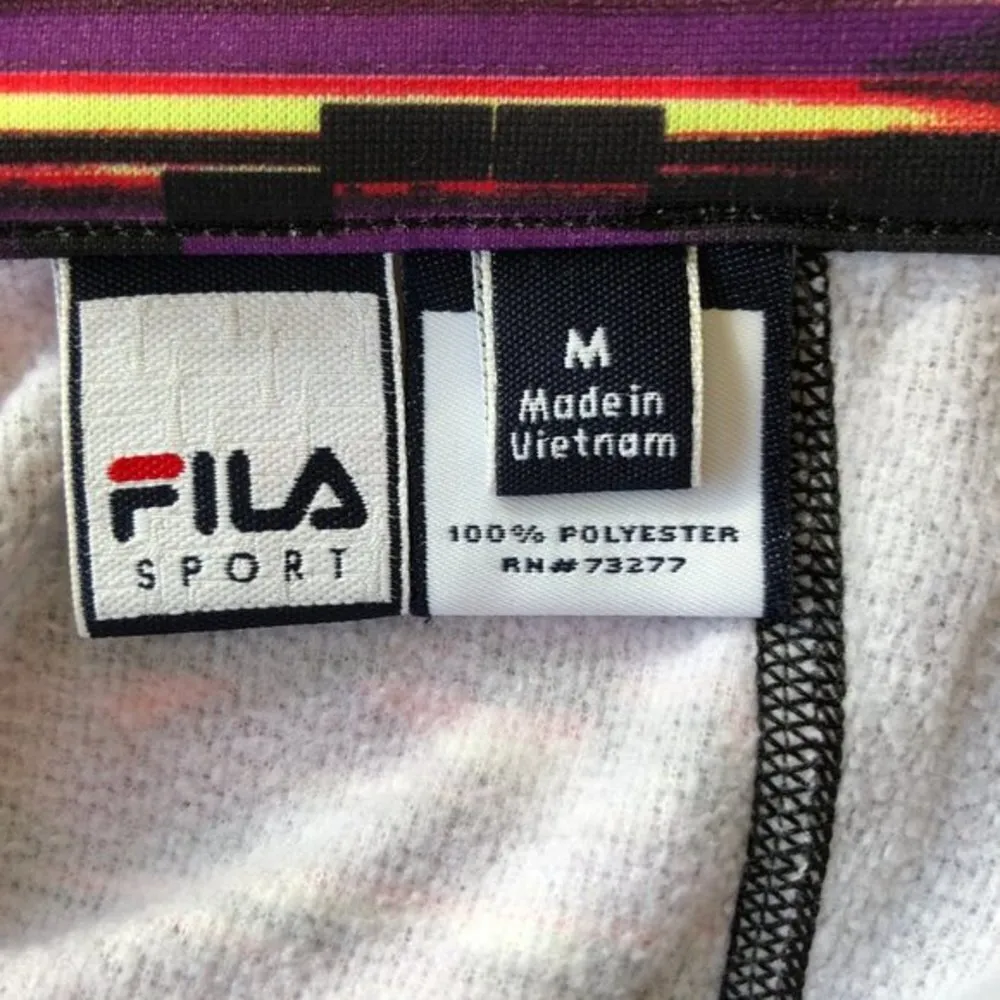 FILA
SPORT
M
Made in
Vietnam
100% POLYESTER
RN# 73277